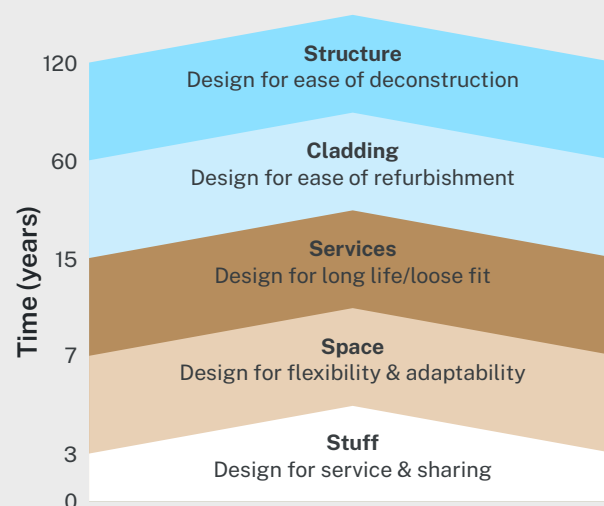 120
Structure
Design for ease of deconstruction
60
Cladding
Design for ease of refurbishment
15
Services
Design for long life/loose fit
7
Space
Design for flexibility & adaptability
3
Stuff
Design for service & sharing
0
Time (years)